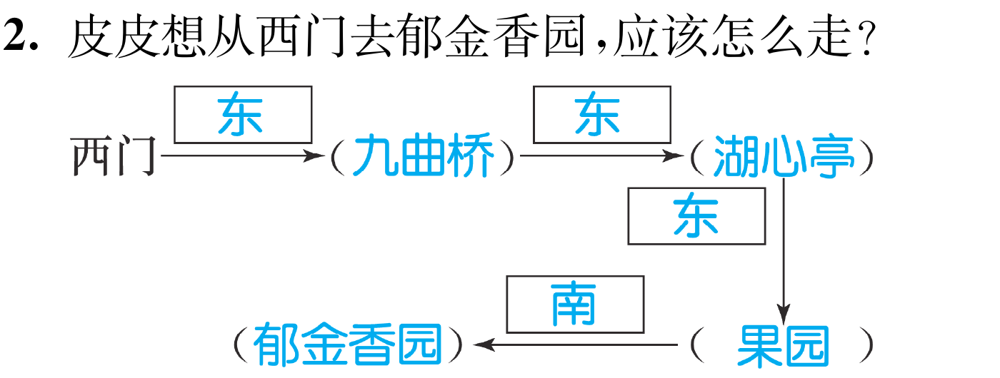 2. 皮皮想从西门去郁金香园,应该怎么走?
东 东
西门 (九曲桥) (湖心亭)
东
南
(郁金香园) (果园)